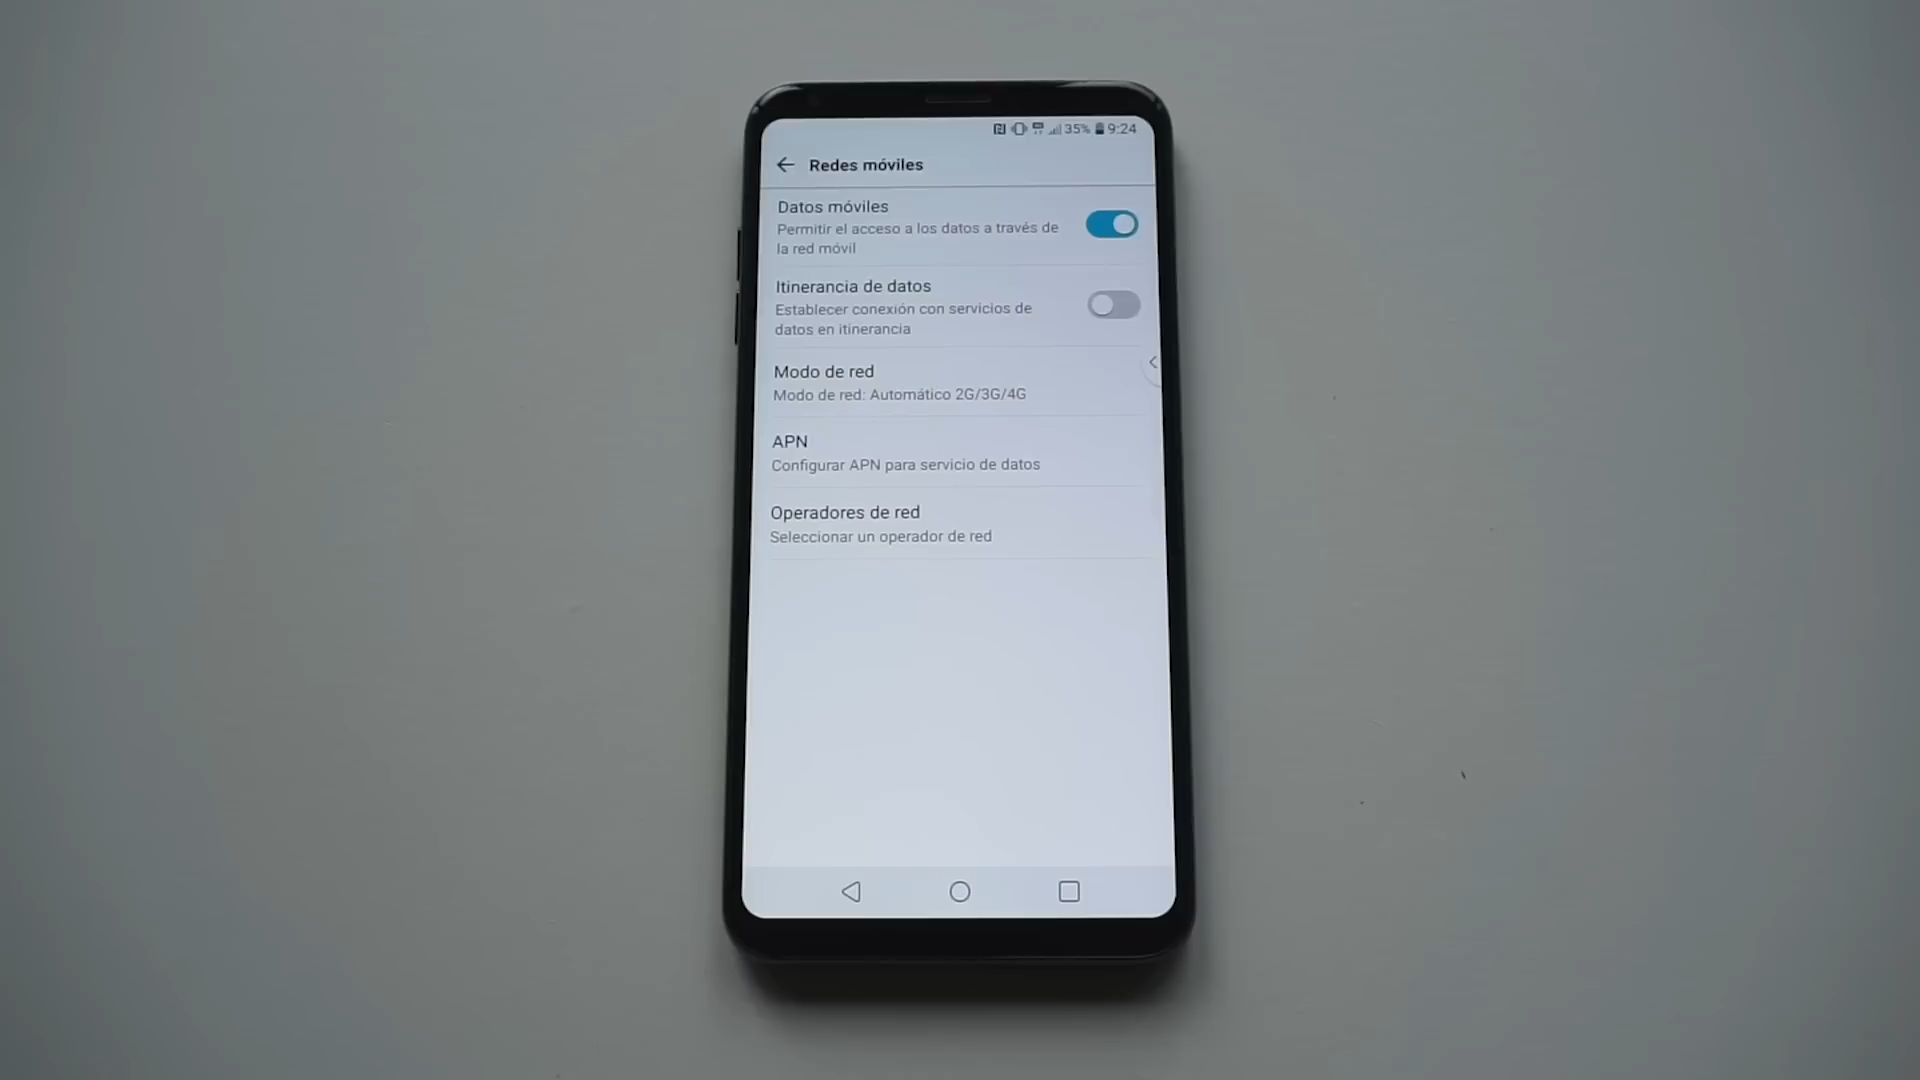 35% 9:24
Redes móviles
Datos móviles
Permitir el acceso a los datos a través de
la red móvil
Itinerancia de datos
Establecer conexión con servicios de
datos en itinerancia
Modo de red
Modo de red: Automático 2G/3G/4G
APN
Configurar APN para servicio de datos
Operadores de red
Seleccionar un operador de red